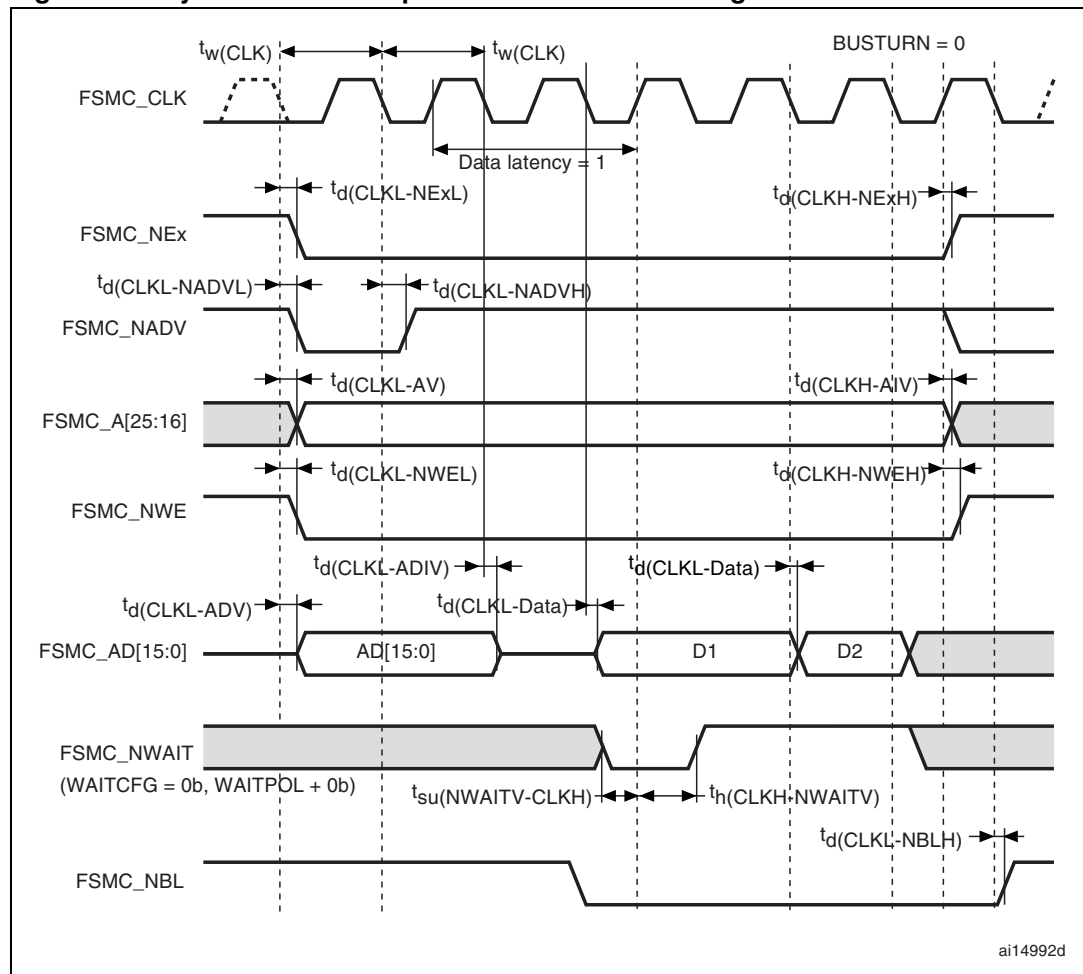 tw(CLK) tw(CLK) BUSTURN = 0
FSMC_CLK
Data latency = 1
td(CLKL-NExL) td(CLKH-NExH)
FSMC_NEx
td(CLKL-NADVL) td(CLKL-NADVH)
FSMC_NADV
td(CLKL-AV) td(CLKH-AIV)
FSMC_A[25:16]
td(CLKL-NWEL) td(CLKH-NWEH)
FSMC_NWE
td(CLKL-ADIV) td(CLKL-Data)
td(CLKL-ADV) td(CLKL-Data)
FSMC_AD[15:0] AD[15:0] D1 D2
FSMC_NWAIT
(WAITCFG = 0b, WAITPOL + 0b)
tsu(NWAITV-CLKH) th(CLKH-NWAITV)
td(CLKL-NBLH)
FSMC_NBL
ai14992d